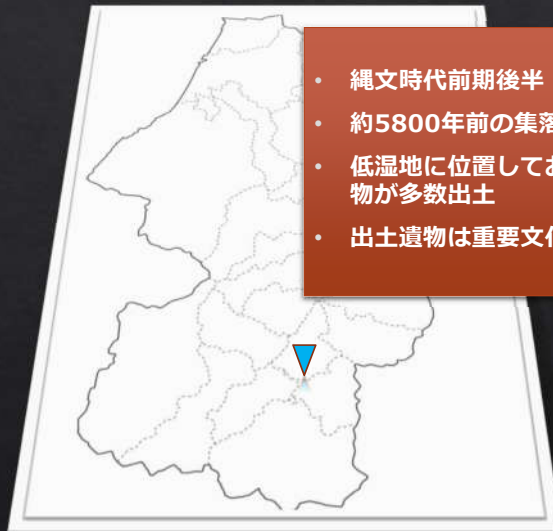 • 縄文時代前期後半
• 約5800年前の集落
• 低湿地に位置してお
物が多数出土
• 出土遺物は重要文化